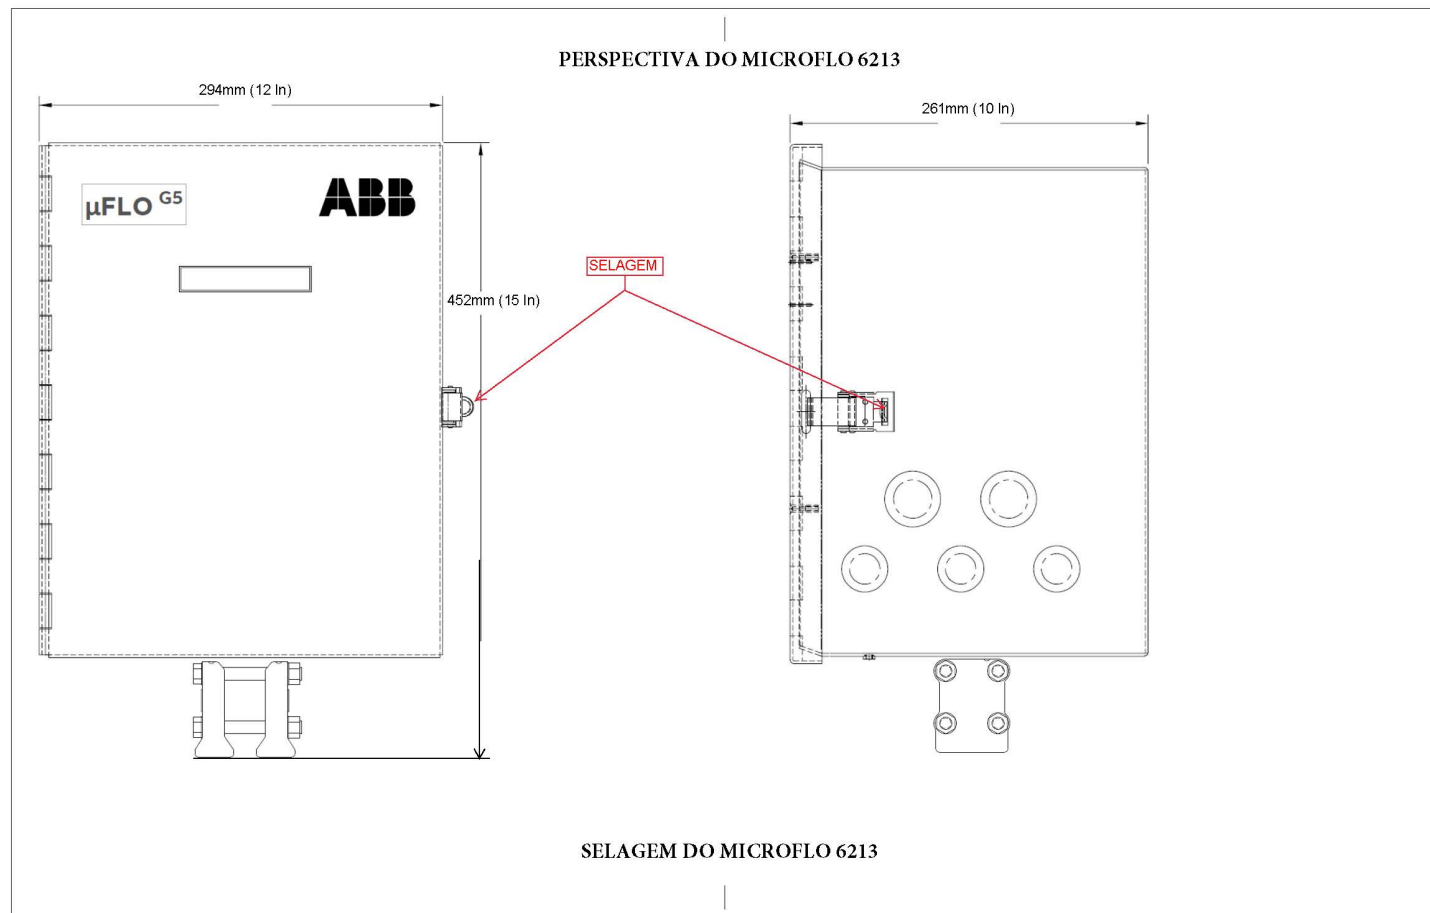 PERSPECTIVA DO MICROFLO 6213
294mm (12 In)
261mm (10 In)
µFLO G5
ABB
SELAGEM
452mm (15 In)
SELAGEM DO MICROFLO 6213